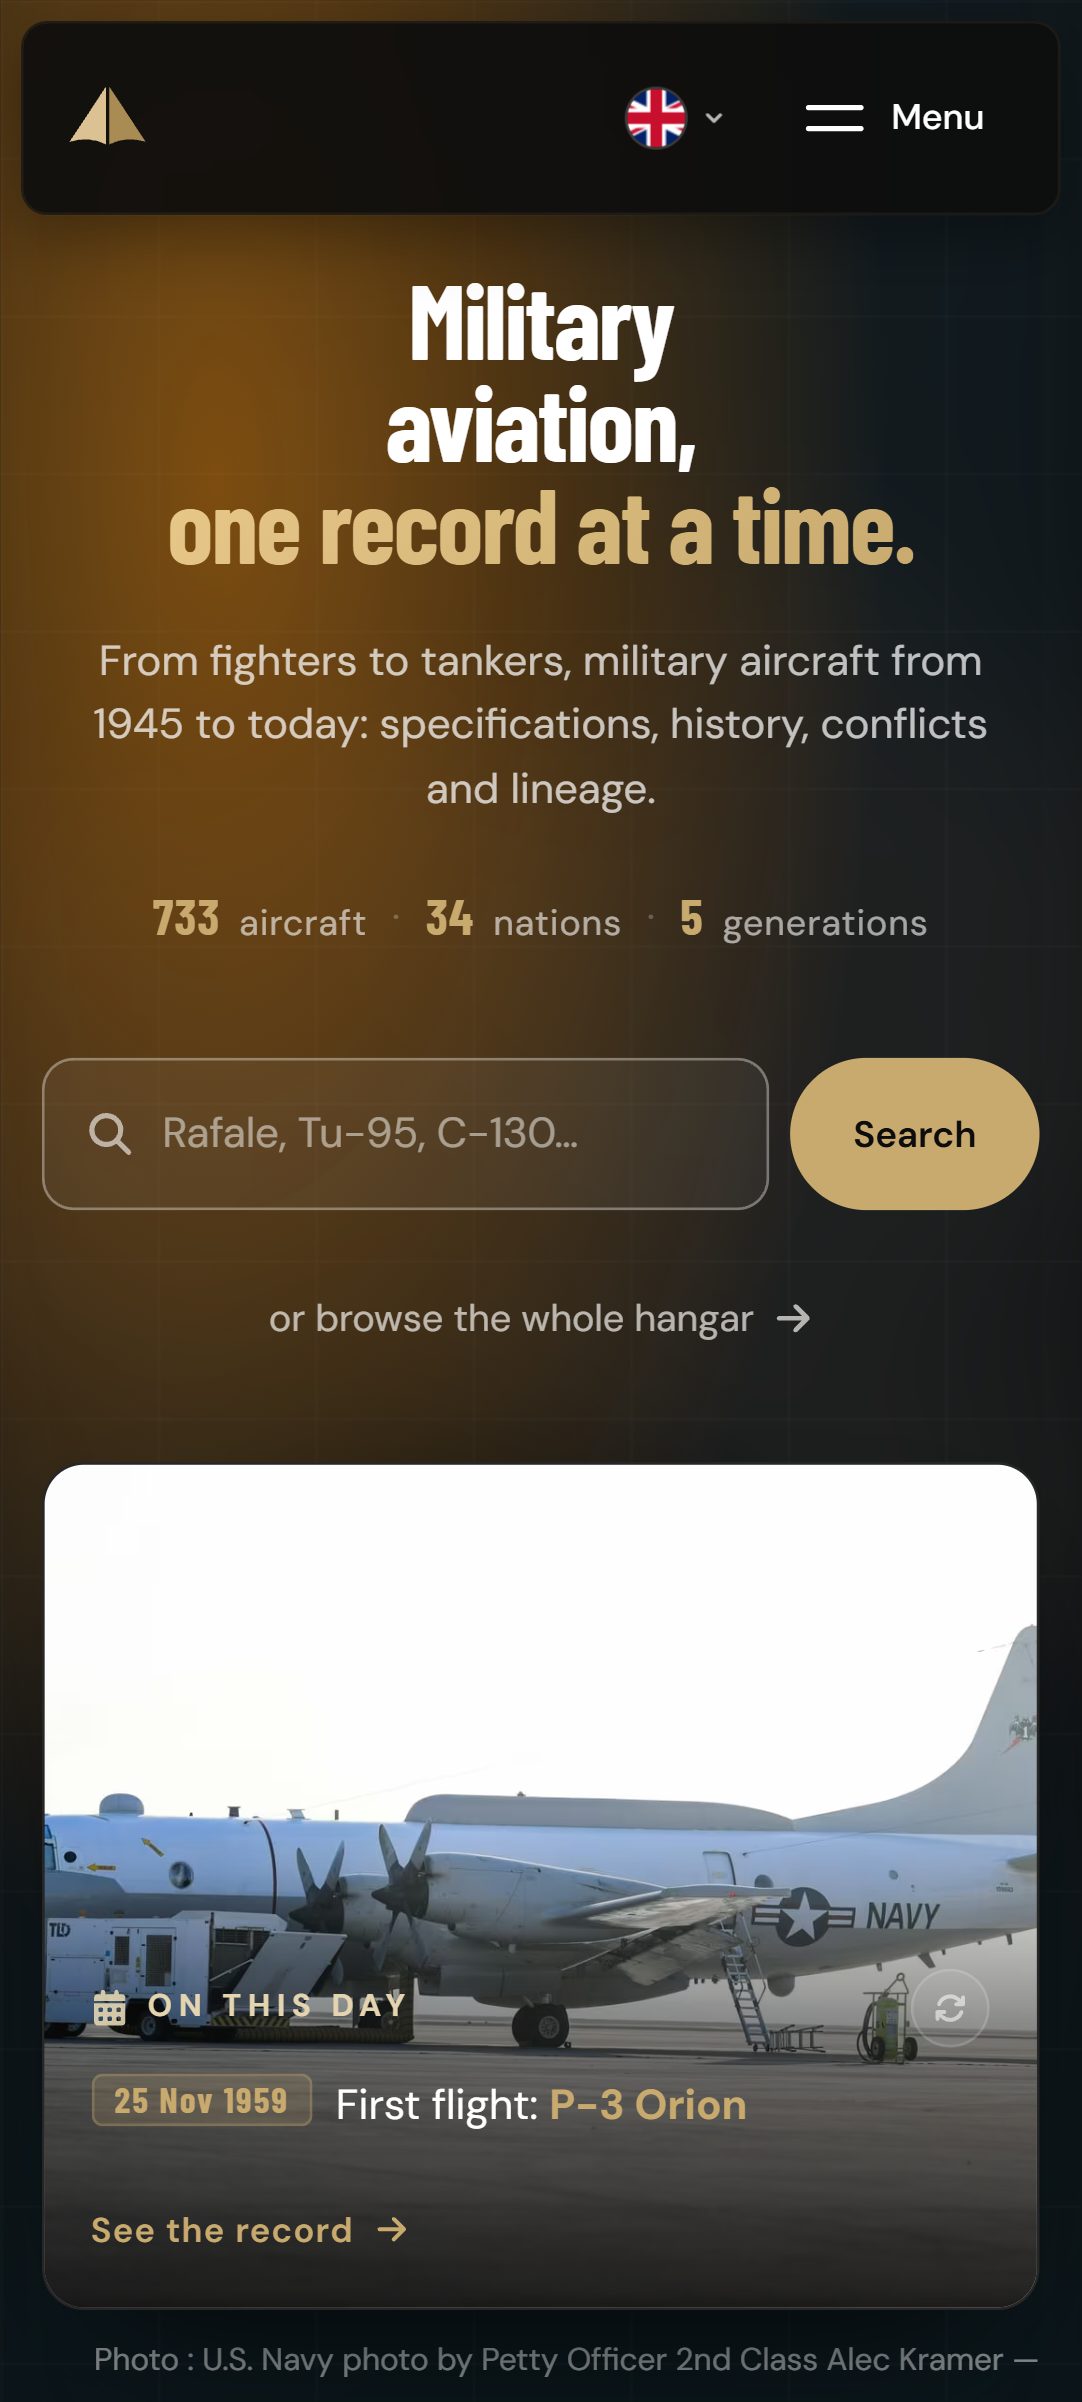 Menu
Military
aviation,
one record at a time.
From fighters to tankers, military aircraft from
1945 to today: specifications, history, conflicts
and lineage.
733 aircraft · 34 nations · 5 generations
Rafale, Tu-95, C-130...
Search
or browse the whole hangar →
NAVY
TLD
ON THIS DAY
25 Nov 1959 First flight: P-3 Orion
See the record →
Photo : U.S. Navy photo by Petty Officer 2nd Class Alec Kramer —